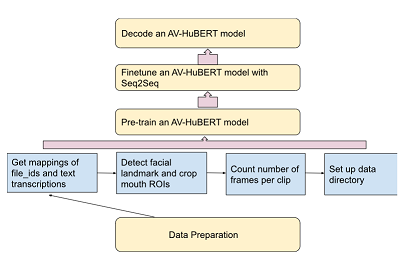 Decode an AV-HuBERT model
Finetune an AV-HuBERT model with
Seq2Seq
Pre-train an AV-HuBERT model
Get mappings of
file_ids and text
transcriptions
Detect facial
landmark and crop
mouth ROIs
Count number of
frames per clip
Set up data
directory
Data Preparation